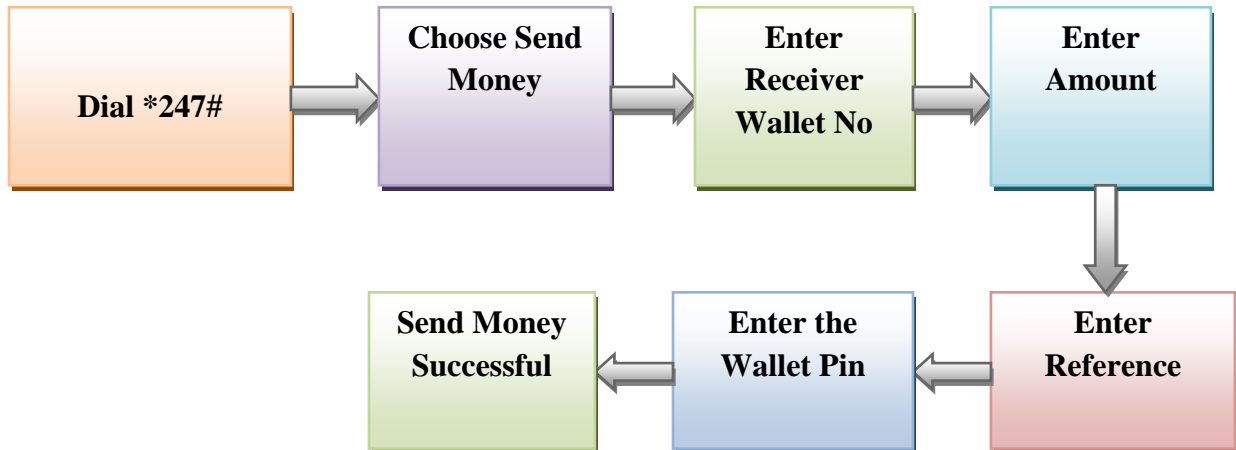 Dial *247#
Choose Send
Money
Enter
Receiver
Wallet No
Enter
Amount
Enter
Reference
Enter the
Wallet Pin
Send Money
Successful